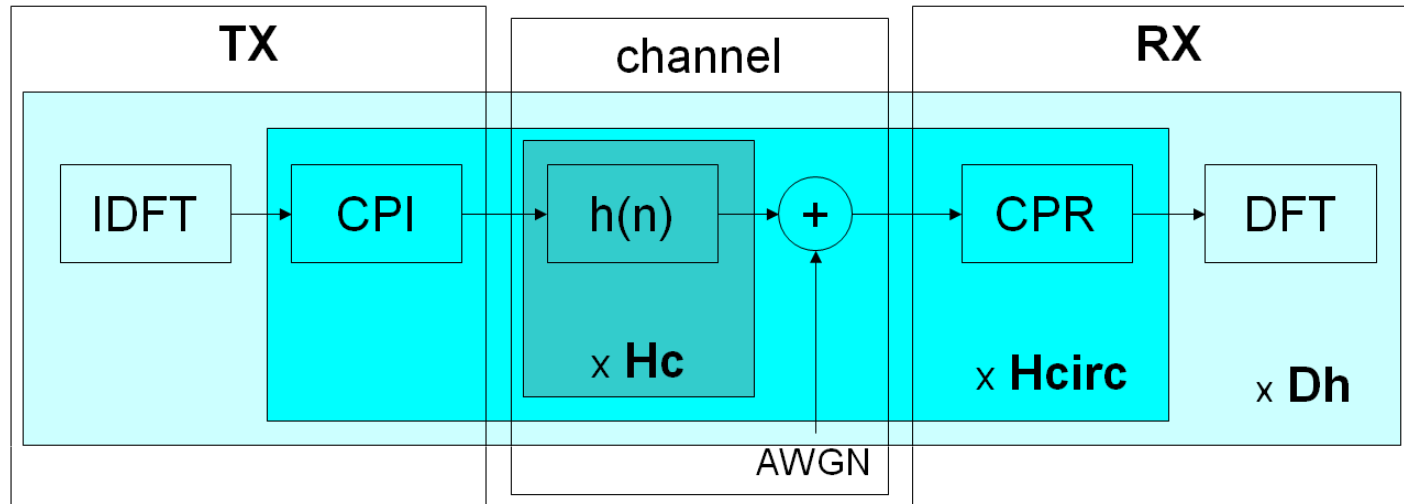 TX
channel
RX
IDFT
CPI
h(n)
+
CPR
DFT
x Hc
x Hcirc
x Dh
AWGN